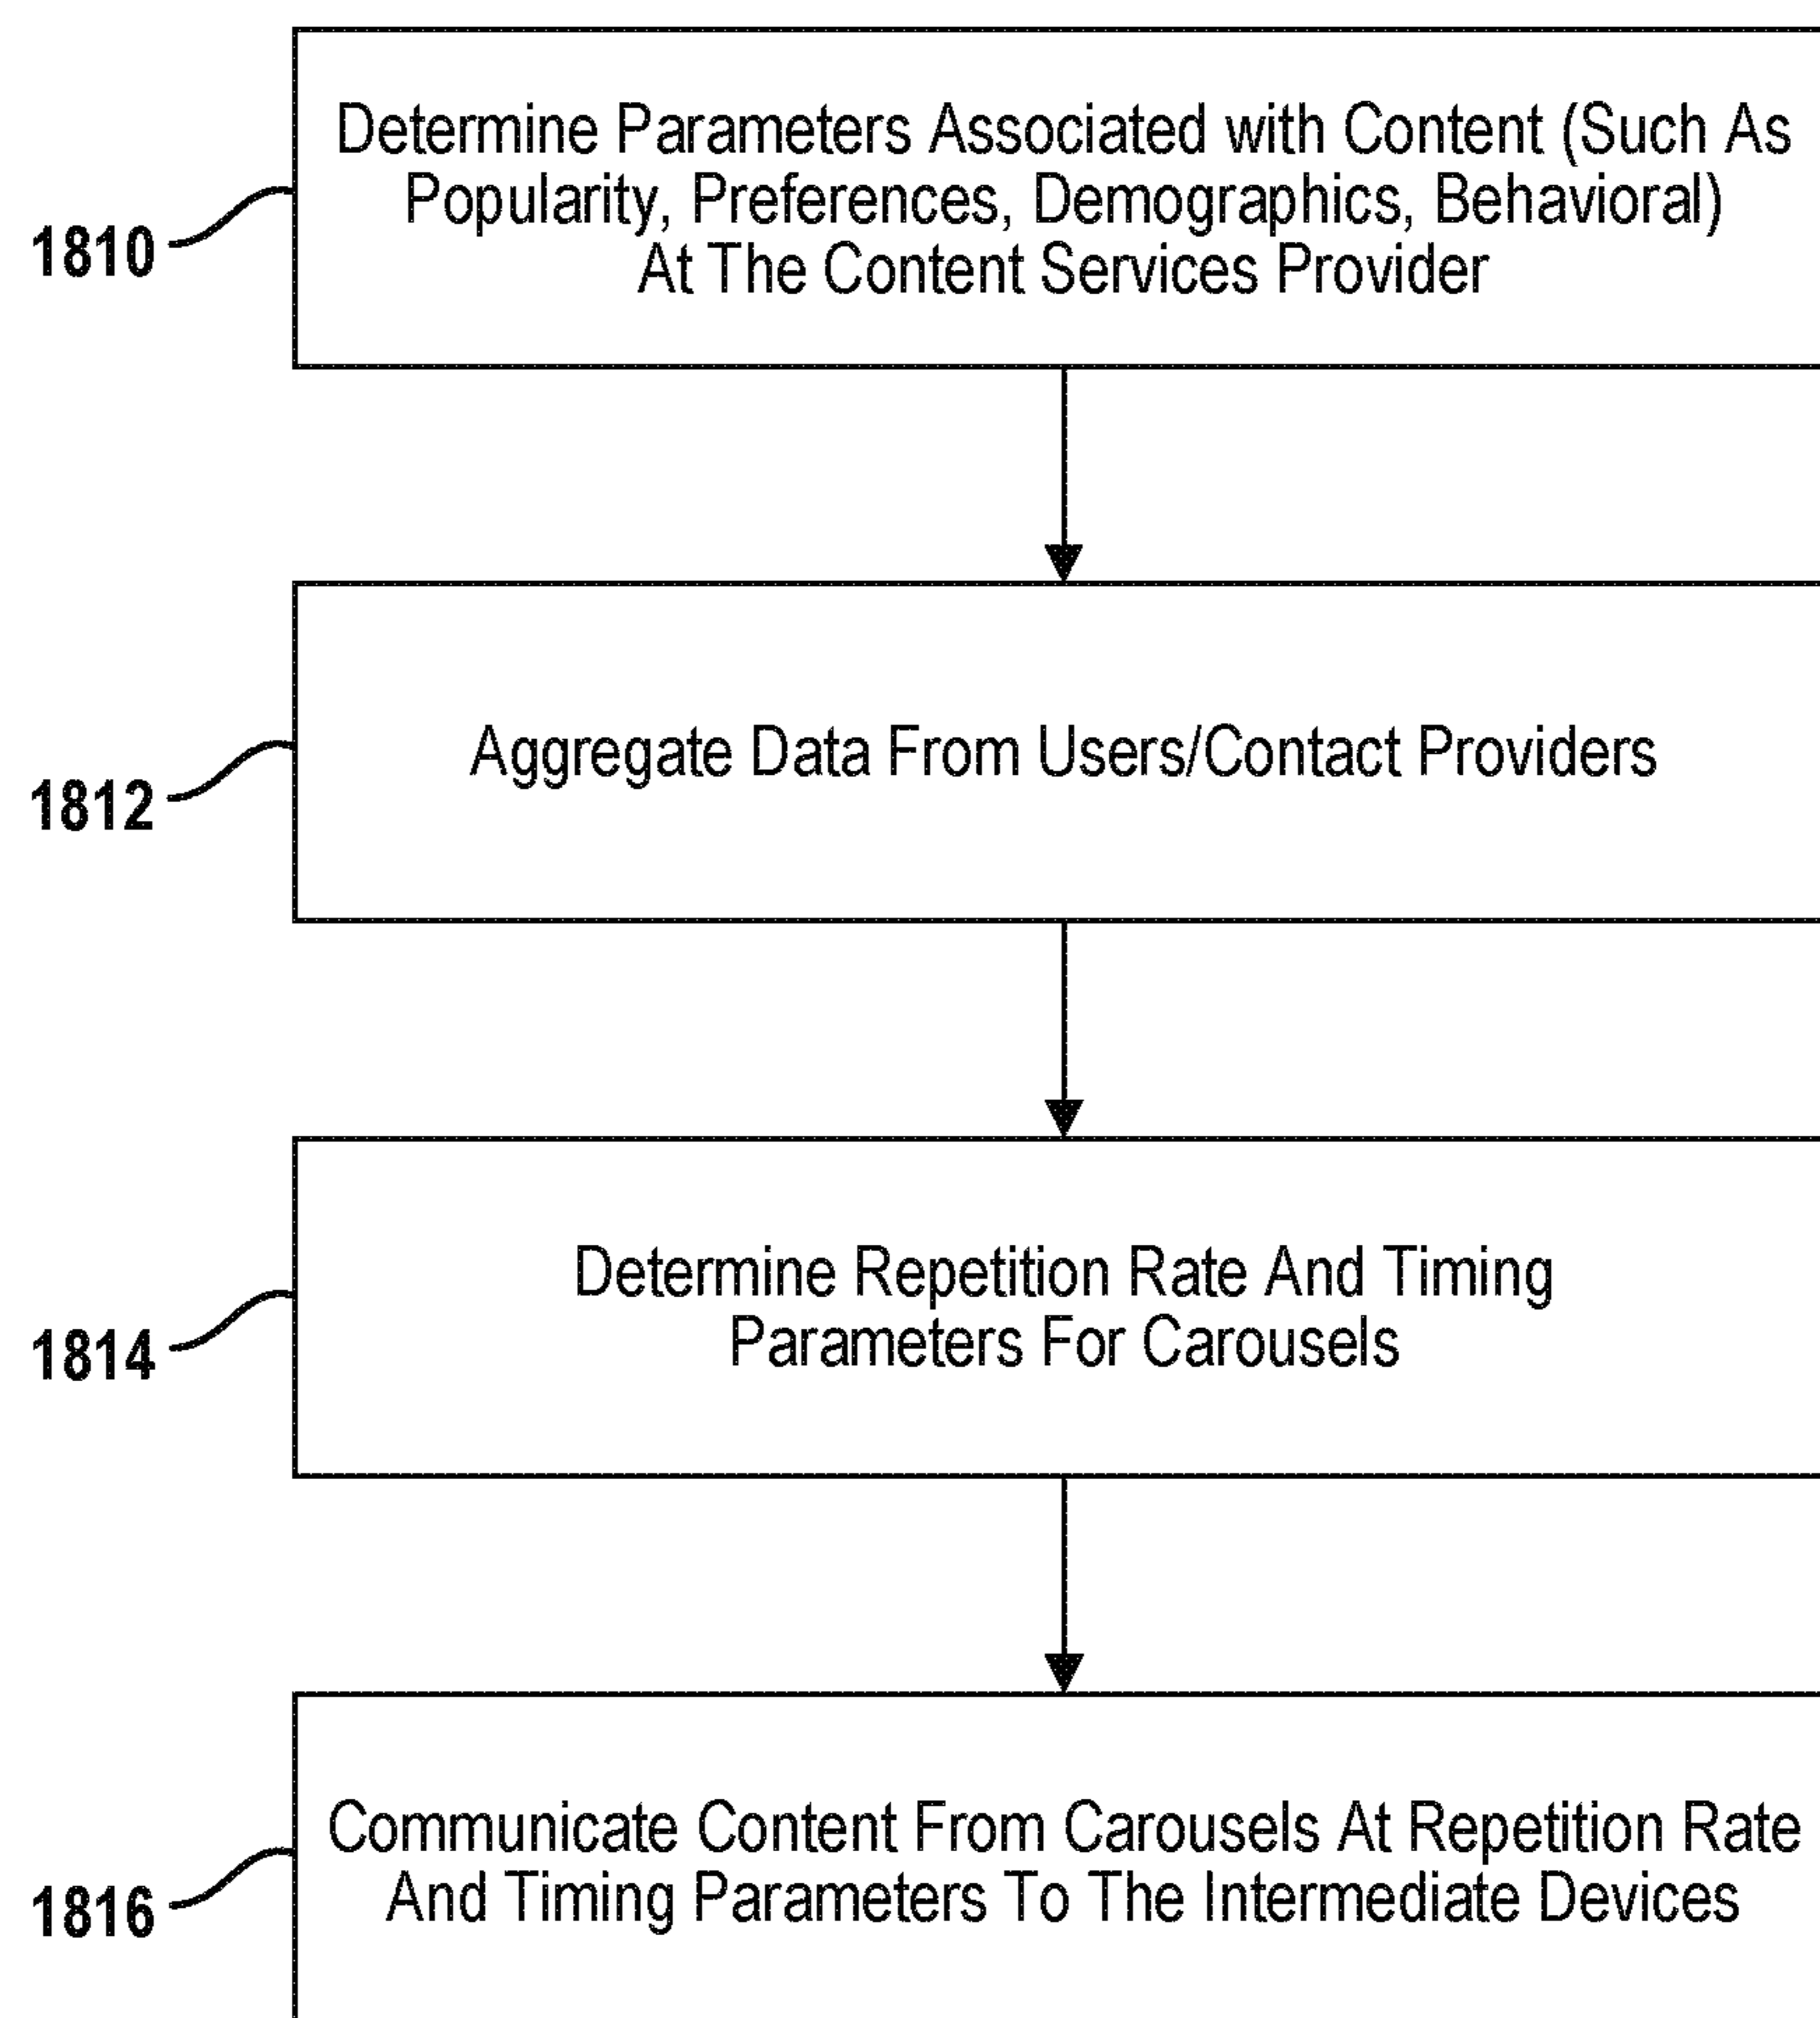 Determine Parameters Associated with Content (Such As
Popularity, Preferences, Demographics, Behavioral)
At The Content Services Provider
1810
Aggregate Data From Users/Contact Providers
1812
Determine Repetition Rate And Timing
Parameters For Carousels
1814
Communicate Content From Carousels At Repetition Rate
And Timing Parameters To The Intermediate Devices
1816